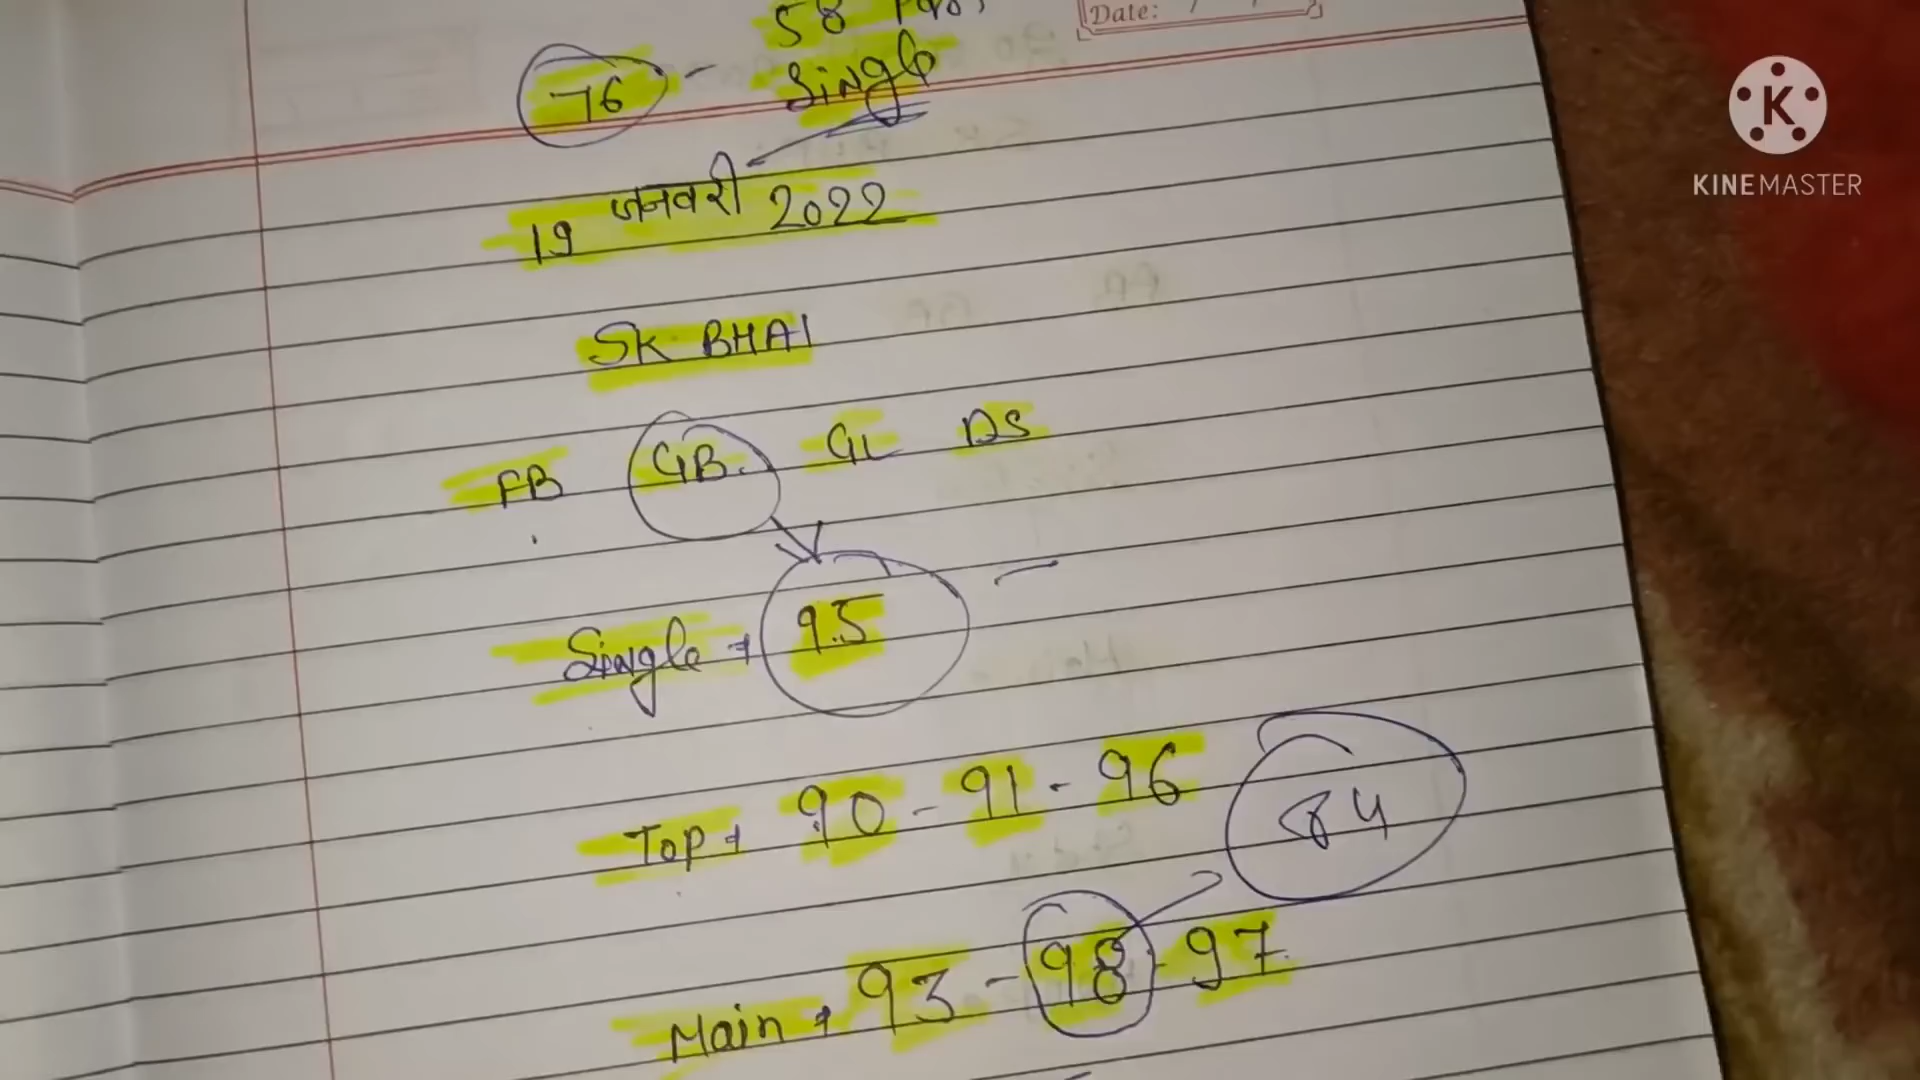 58
Date: / /
76 - Single
19 जनवरी 2022
SK BHAI
FB GB. GL DS
Single → 95 -
Top → 90 - 91 - 96
84
Main → 93 - 98 - 97
K
KINEMASTER